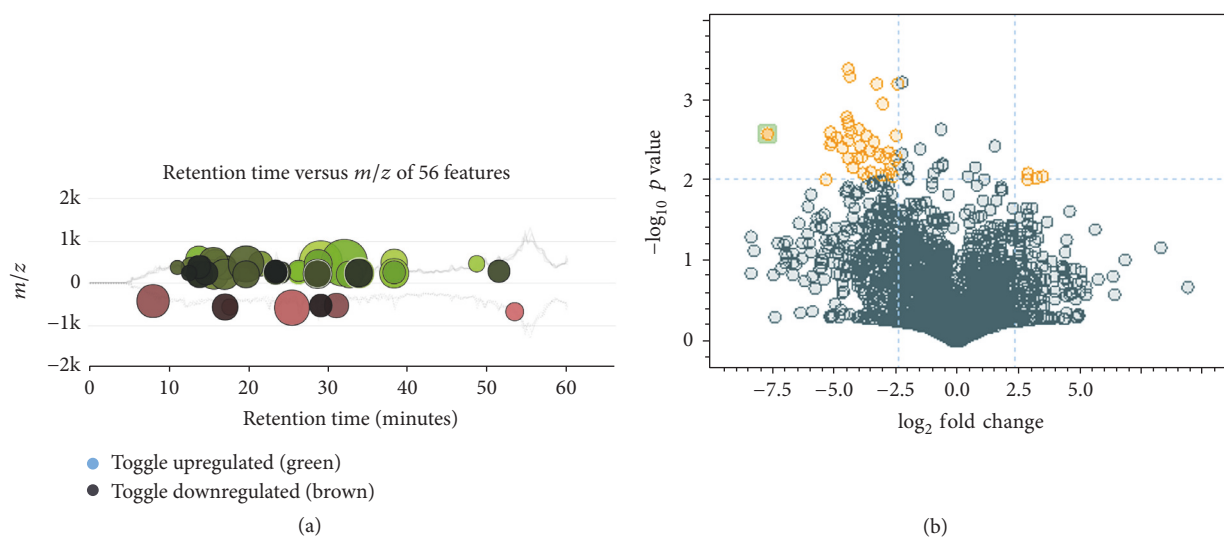 Retention time versus m/z of 56 features
2k
1k
0
−1k
−2k
m/z
0
10
20
30
40
50
60
Retention time (minutes)
Toggle upregulated (green)
Toggle downregulated (brown)
(a)
3
2
1
0
−log10 p value
−7.5
−5.0
−2.5
0.0
2.5
5.0
log2 fold change
(b)